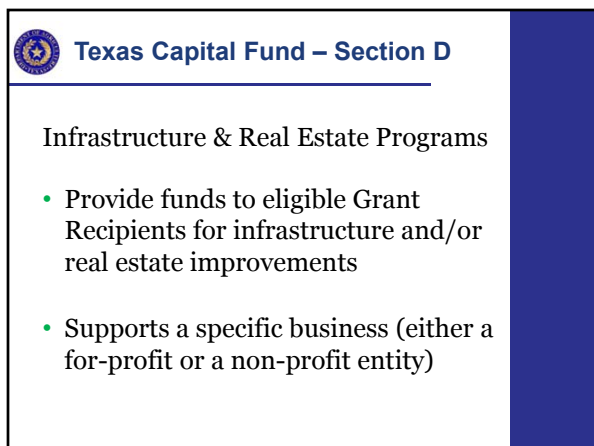 Texas Capital Fund – Section D
Infrastructure & Real Estate Programs
• Provide funds to eligible Grant
Recipients for infrastructure and/or
real estate improvements
• Supports a specific business (either a
for-profit or a non-profit entity)